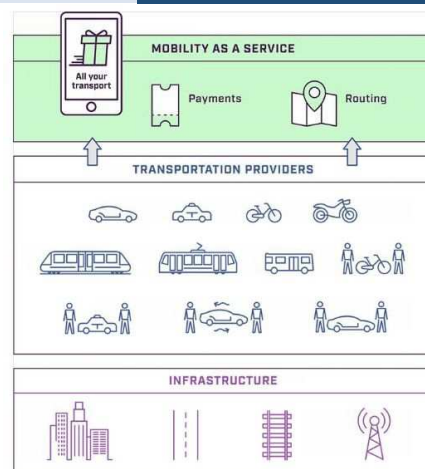 MOBILITY AS A SERVICE
All your
transport
Payments
Routing
TRANSPORTATION PROVIDERS
INFRASTRUCTURE